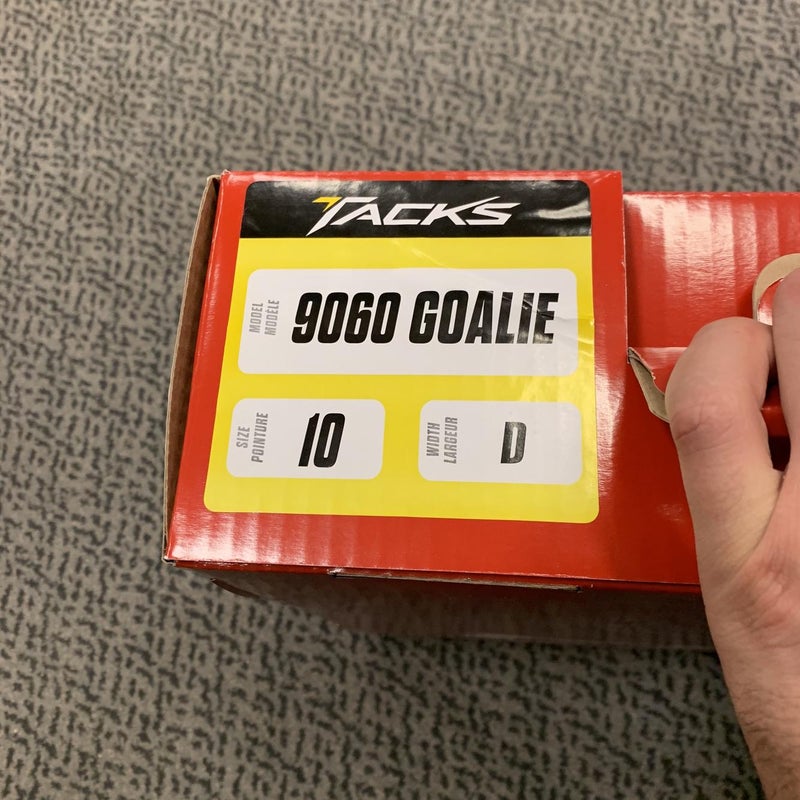 TACKS
MODEL
MODÈLE
9060 GOALIE
SIZE
POINTURE
10
WIDTH
LARGEUR
D